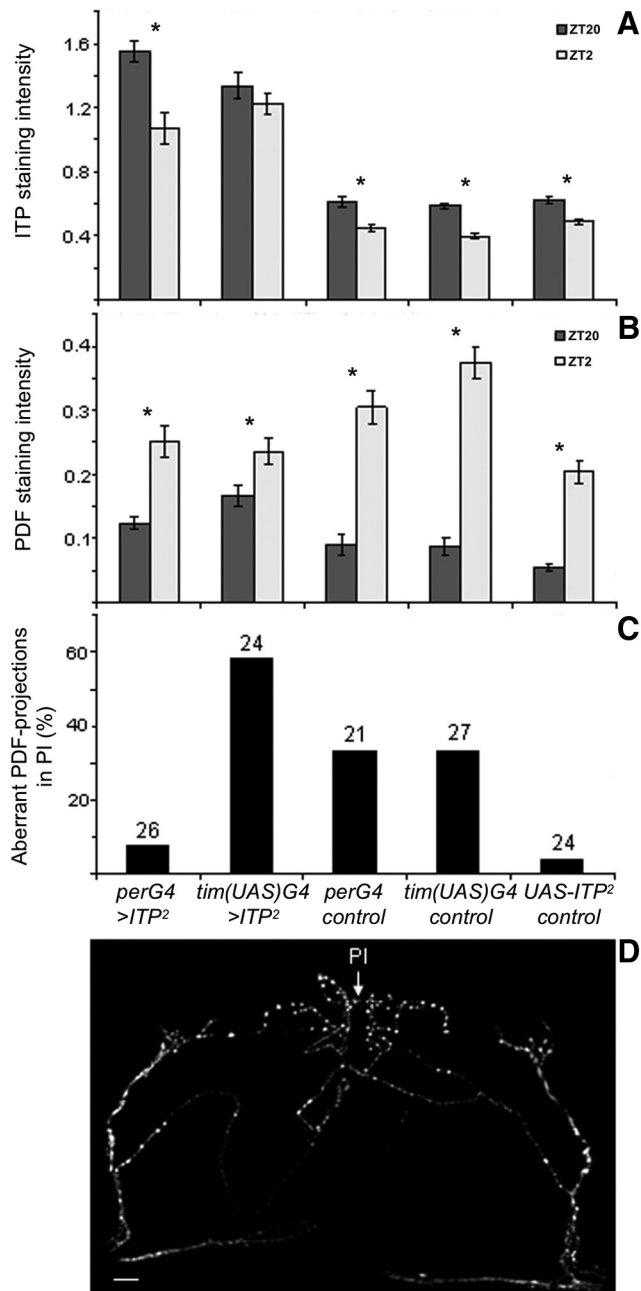 A
1.6
1.2
0.8
0.4
ITP staining intensity
* * * *
ZT20
ZT2
B
0.4
0.3
0.2
0.1
PDF staining intensity
* * * * *
ZT20
ZT2
C
60
40
20
Aberrant PDF-projections
in PI (%)
26 24 21 27 24
perG4 tim(UAS)G4 perG4 tim(UAS)G4 UAS-ITP²
>ITP² >ITP² control control control
D
PI